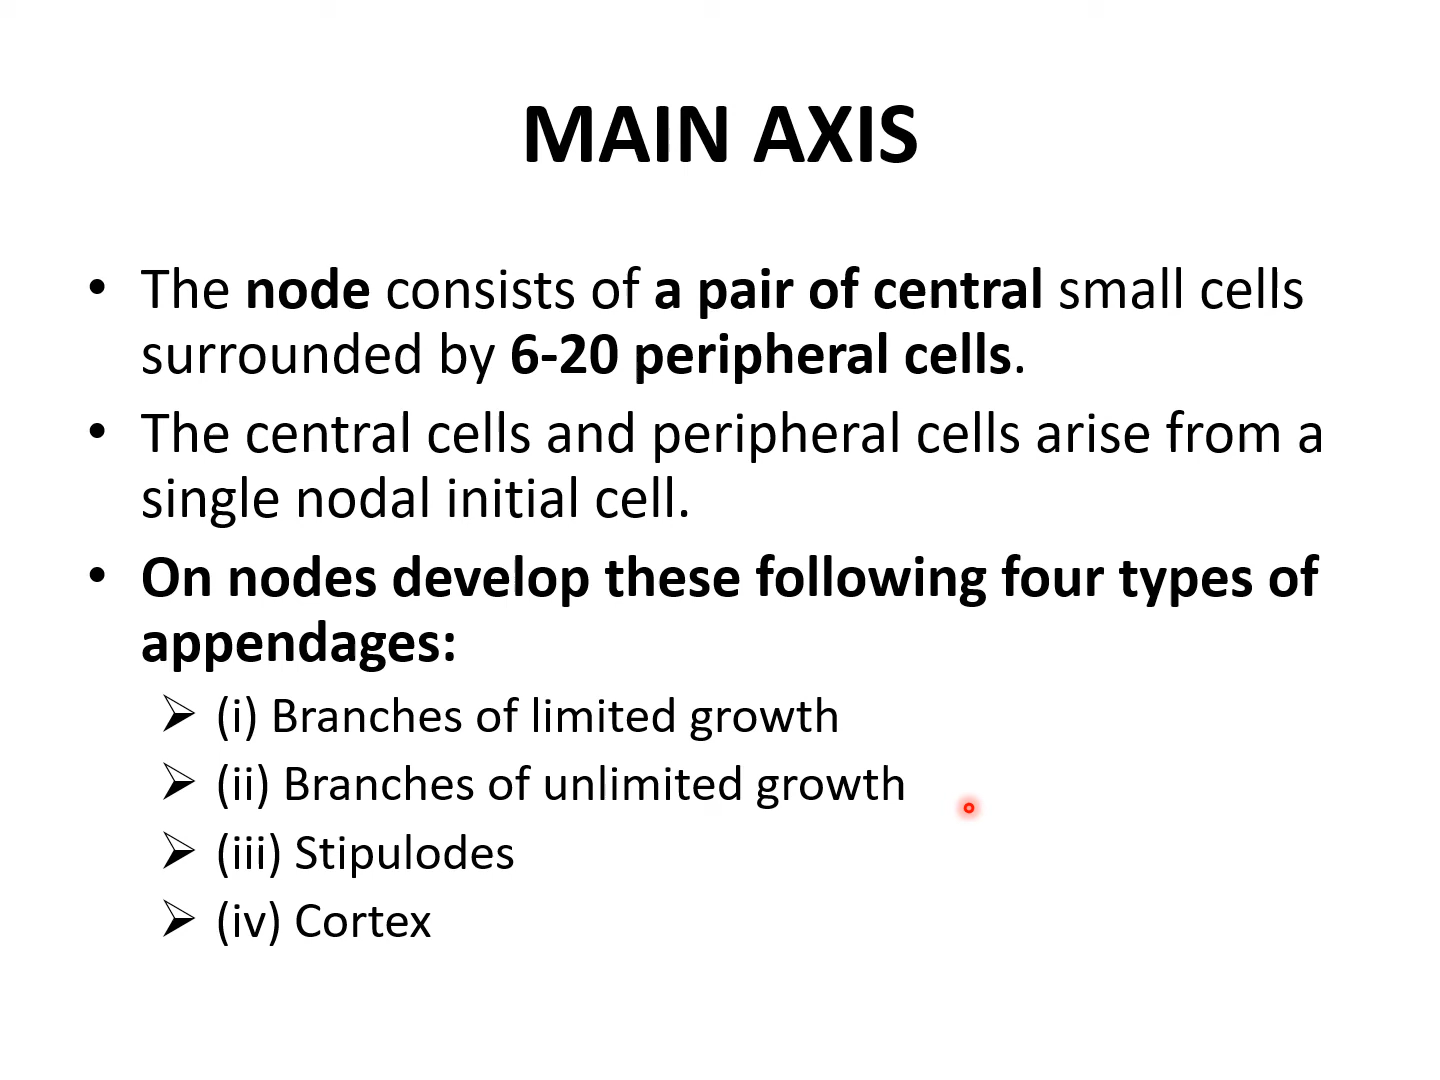 MAIN AXIS
• The node consists of a pair of central small cells
surrounded by 6-20 peripheral cells.
• The central cells and peripheral cells arise from a
single nodal initial cell.
• On nodes develop these following four types of
appendages:
➢ (i) Branches of limited growth
➢ (ii) Branches of unlimited growth
➢ (iii) Stipulodes
➢ (iv) Cortex